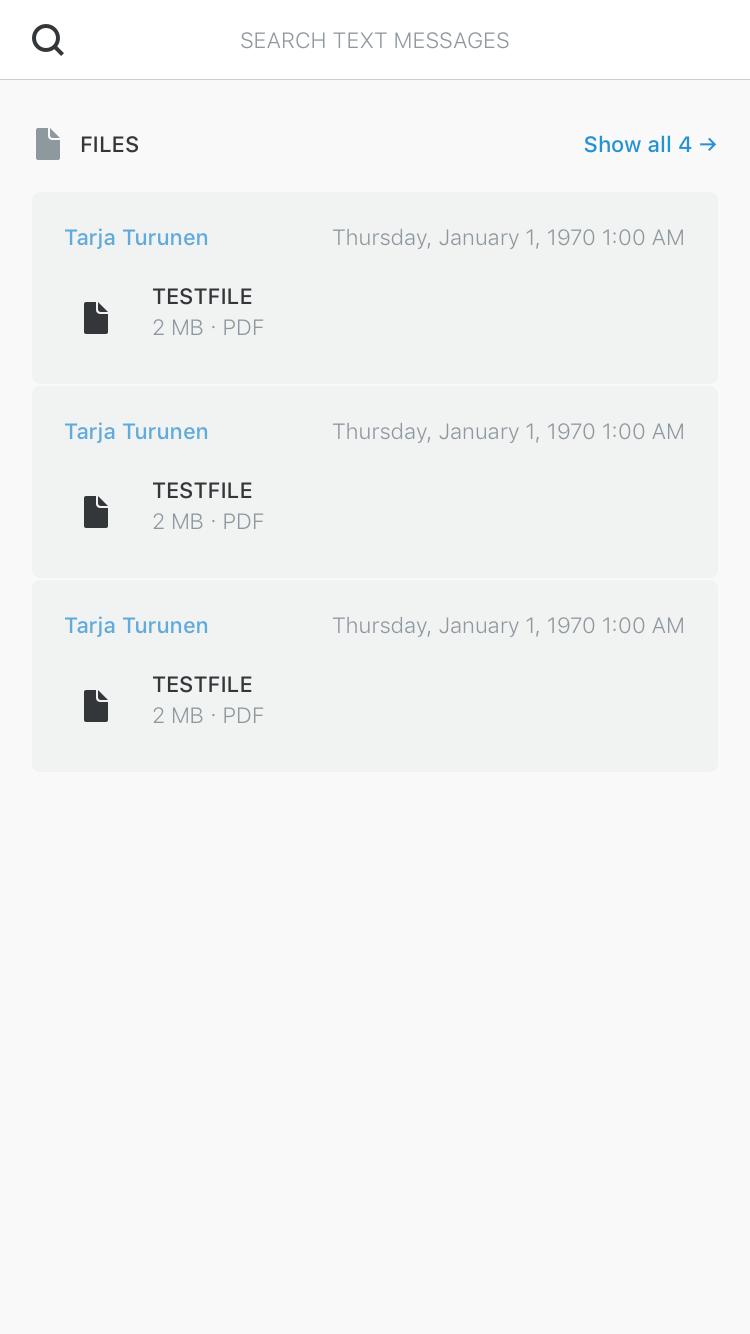 SEARCH TEXT MESSAGES
FILES Show all 4 →
Tarja Turunen Thursday, January 1, 1970 1:00 AM
TESTFILE
2 MB · PDF
Tarja Turunen Thursday, January 1, 1970 1:00 AM
TESTFILE
2 MB · PDF
Tarja Turunen Thursday, January 1, 1970 1:00 AM
TESTFILE
2 MB · PDF